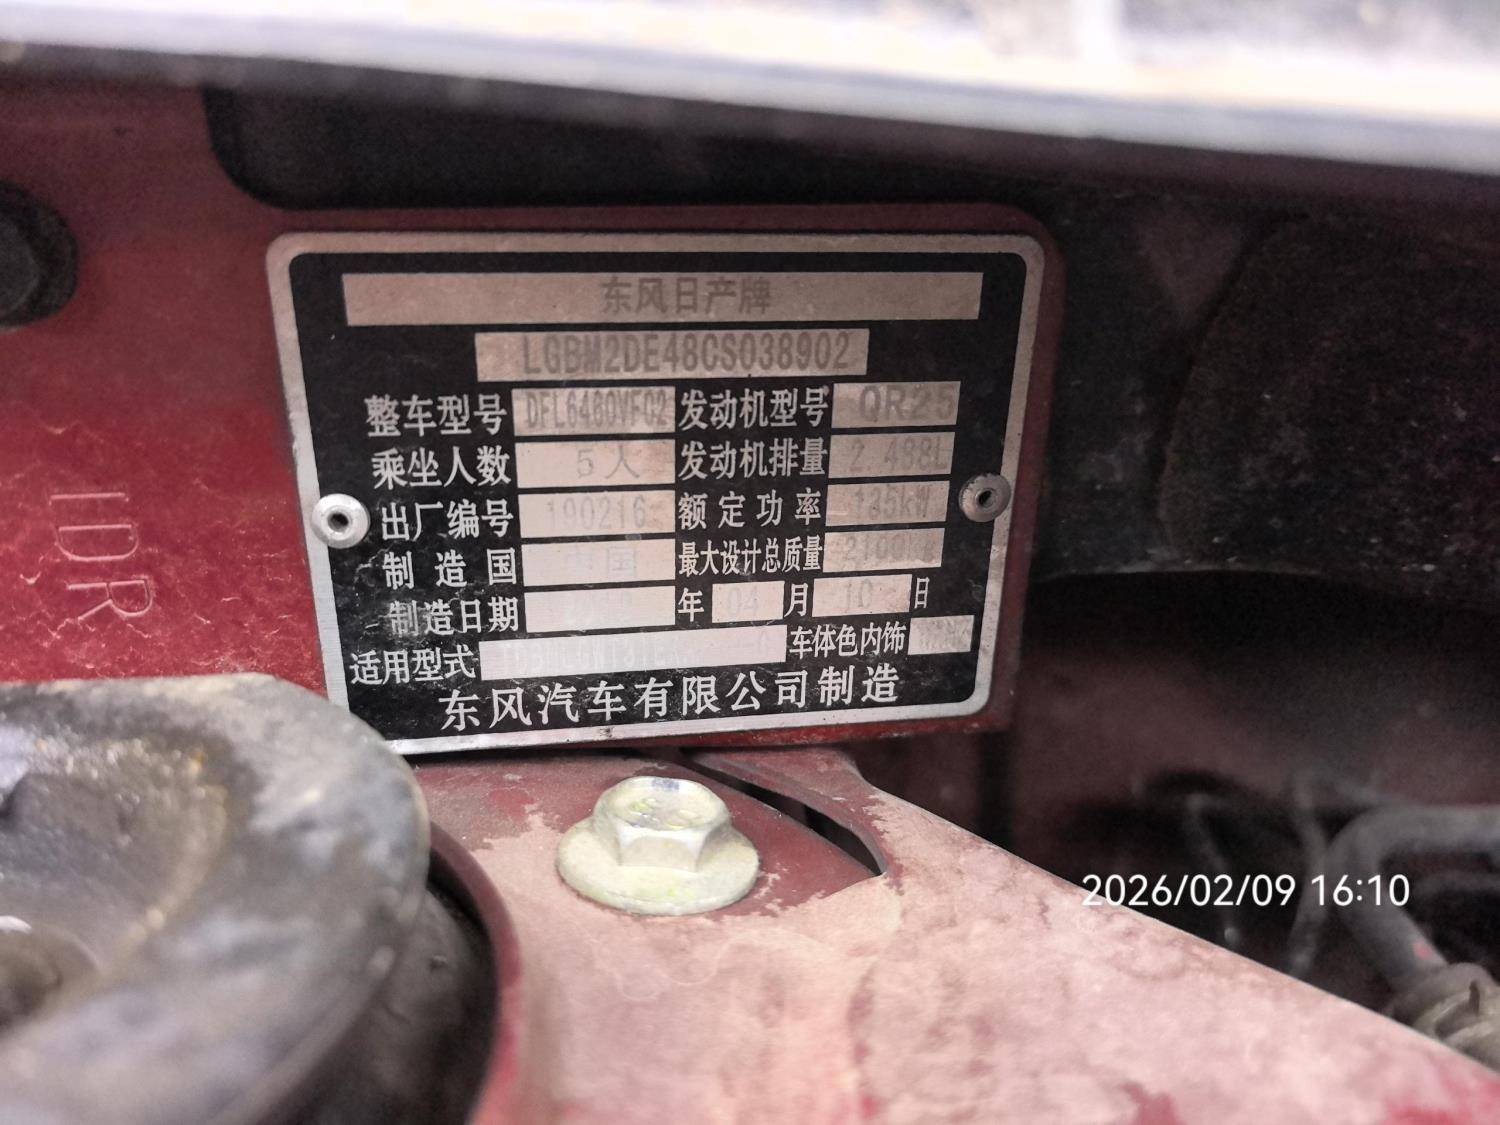 东风日产牌
LGBM2DE48CS038902
整车型号 DFL6460VFC2 发动机型号 QR25
乘坐人数 5人 发动机排量 2.488L
出厂编号 190216 额定功率 135kW
制造国 中国 最大设计总质量 2100kg
制造日期 年 04 月 10 日
适用型式 车体色内饰
东风汽车有限公司制造
IDR
2026/02/09 16:10